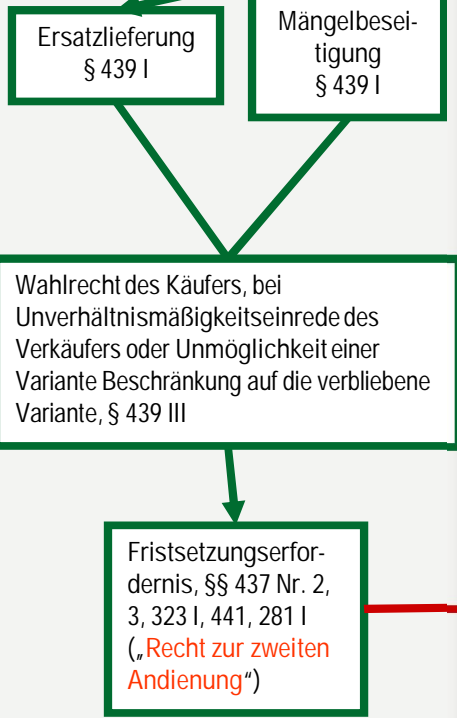 Ersatzlieferung
§ 439 I
Mängelbesei-
tigung
§ 439 I
Wahlrecht des Käufers, bei
Unverhältnismäßigkeitseinrede des
Verkäufers oder Unmöglichkeit einer
Variante Beschränkung auf die verbliebene
Variante, § 439 III
Fristsetzungserfor-
dernis, §§ 437 Nr. 2,
3, 323 I, 441, 281 I
(„Recht zur zweiten
Andienung“)